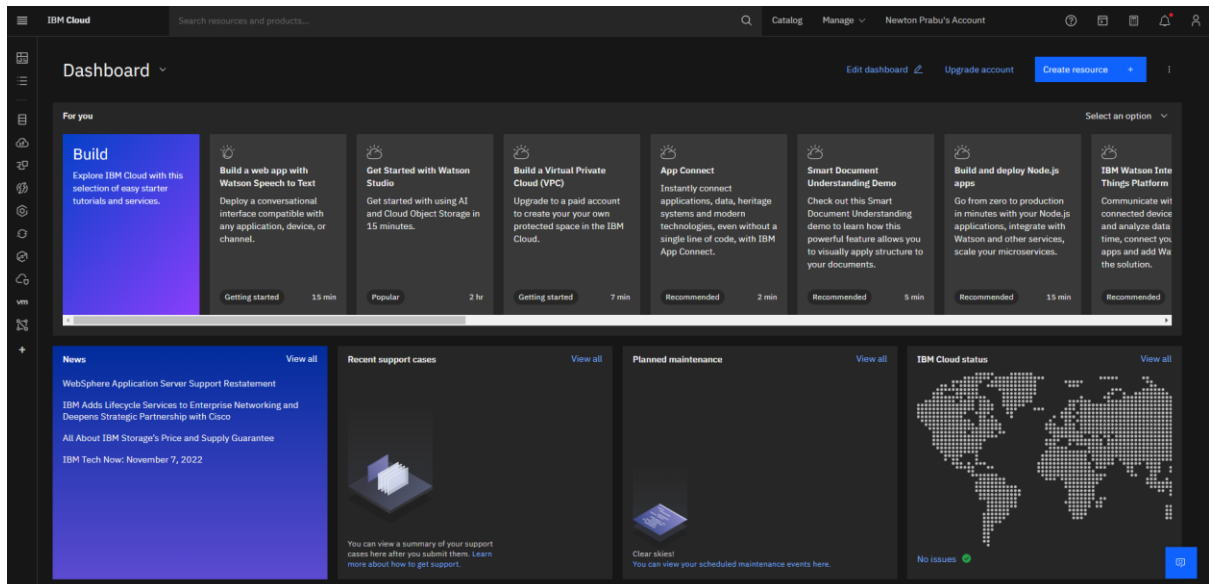 IBM Cloud
Search resources and products...
Catalog
Manage
Newton Prabu's Account
Dashboard
Edit dashboard
Upgrade account
Create resource +
For you
Select an option
Build
Explore IBM Cloud with this
selection of easy starter
tutorials and services.
Build a web app with
Watson Speech to Text
Deploy a conversational
interface compatible with
any application, device, or
channel.
Getting started 15 min
Get Started with Watson
Studio
Get started with using AI
and Cloud Object Storage in
15 minutes.
Popular 2 hr
Build a Virtual Private
Cloud (VPC)
Upgrade to a paid account
to create your your own
protected space in the IBM
Cloud.
Getting started 7 min
App Connect
Instantly connect
applications, data, heritage
systems and modern
technologies, even without a
single line of code, with IBM
App Connect.
Recommended 2 min
Smart Document
Understanding Demo
Check out this Smart
Document Understanding
demo to learn how this
powerful feature allows you
to visually apply structure to
your documents.
Recommended 5 min
Build and deploy Node.js
apps
Go from zero to production
in minutes with your Node.js
applications, integrate with
Watson and other services,
scale your microservices.
Recommended 15 min
IBM Watson Inte
Things Platform
Communicate wit
connected device
and analyze data
time, connect you
apps and add Wa
the solution.
Recommended
vm
News
View all
WebSphere Application Server Support Restatement
IBM Adds Lifecycle Services to Enterprise Networking and
Deepens Strategic Partnership with Cisco
All About IBM Storage's Price and Supply Guarantee
IBM Tech Now: November 7, 2022
Recent support cases
View all
You can view a summary of your support
cases here after you submit them. Learn
more about how to get support.
Planned maintenance
View all
Clear skies!
You can view your scheduled maintenance events here.
IBM Cloud status
View all
No issues